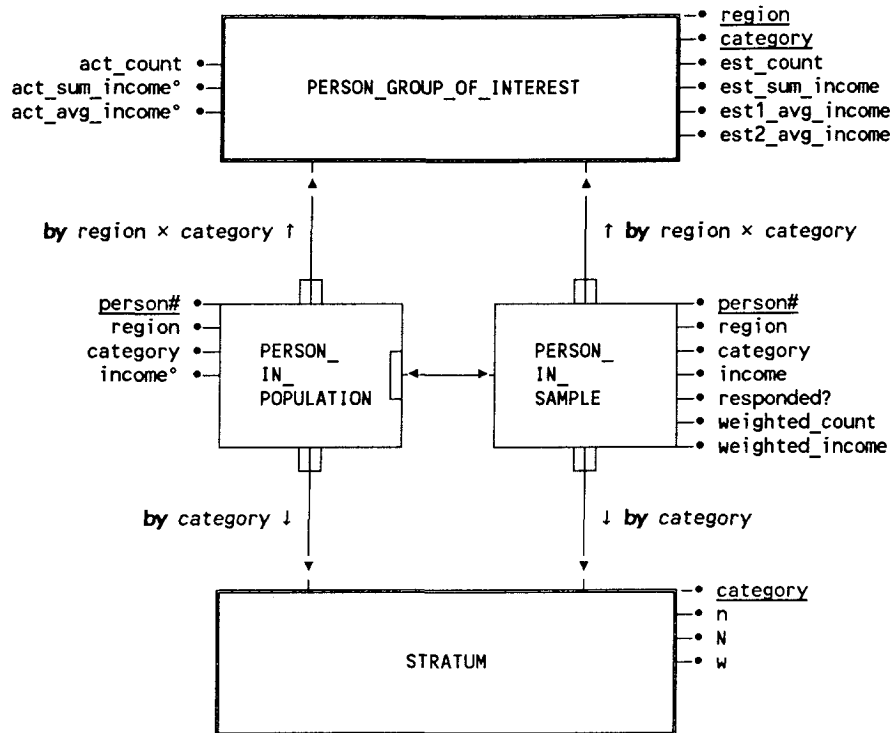 region
category
act_count
est_count
act_sum_income°
PERSON_GROUP_OF_INTEREST
est_sum_income
act_avg_income°
est1_avg_income
est2_avg_income
by region × category ↑
↑ by region × category
person#
region
category
income°
PERSON_
IN_
POPULATION
PERSON_
IN_
SAMPLE
person#
region
category
income
responded?
weighted_count
weighted_income
by category ↓
↓ by category
category
n
N
w
STRATUM